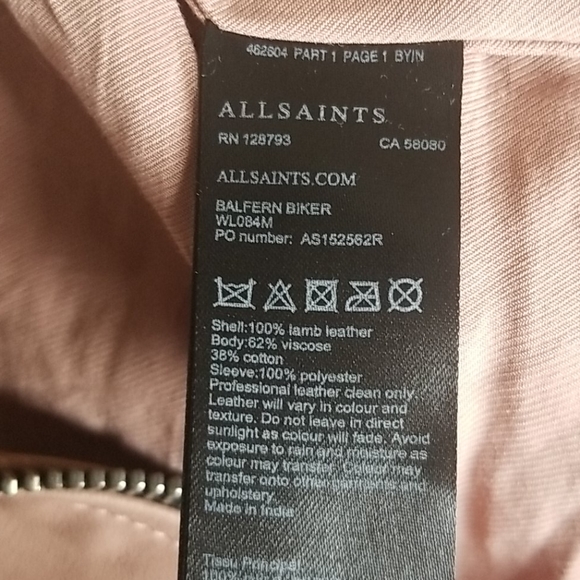 462604 PART 1 PAGE 1 BYIN
ALLSAINTS
RN 128793 CA 58080
ALLSAINTS.COM
BALFERN BIKER
WL084M
PO number: AS152562R
Shell:100% lamb leather
Body:62% viscose
38% cotton
Sleeve:100% polyester
Professional leather clean only.
Leather will vary in colour and
texture. Do not leave in direct
sunlight as colour will fade. Avoid
exposure to rain and moisture as
colour may transfer. Colour may
transfer onto other garments and
upholstery.
Made in India
Tissu Principal: